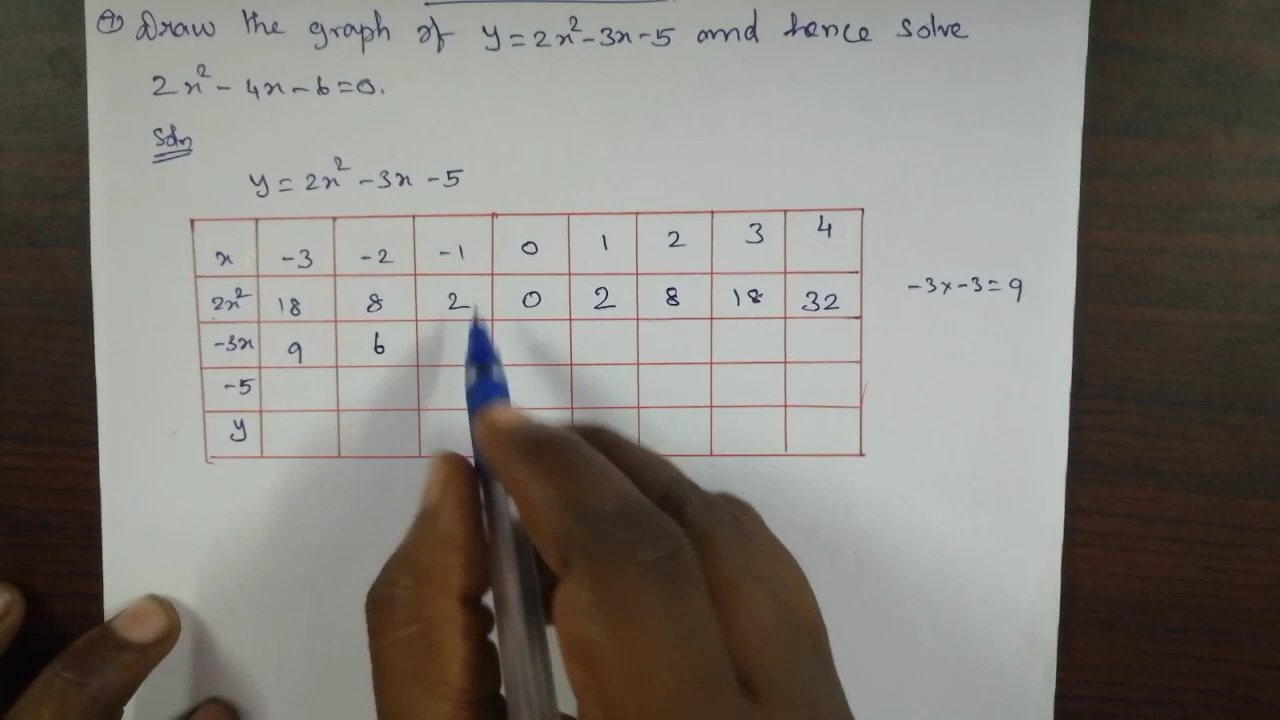 ④ Draw the graph of y = 2x² - 3x - 5 and hence solve
2x² - 4x - 6 = 0.
Soln
y = 2x² - 3x - 5
x -3 -2 -1 0 1 2 3 4
2x² 18 8 2 0 2 8 18 32
-3x-3=9
-3x 9 6
-5
y